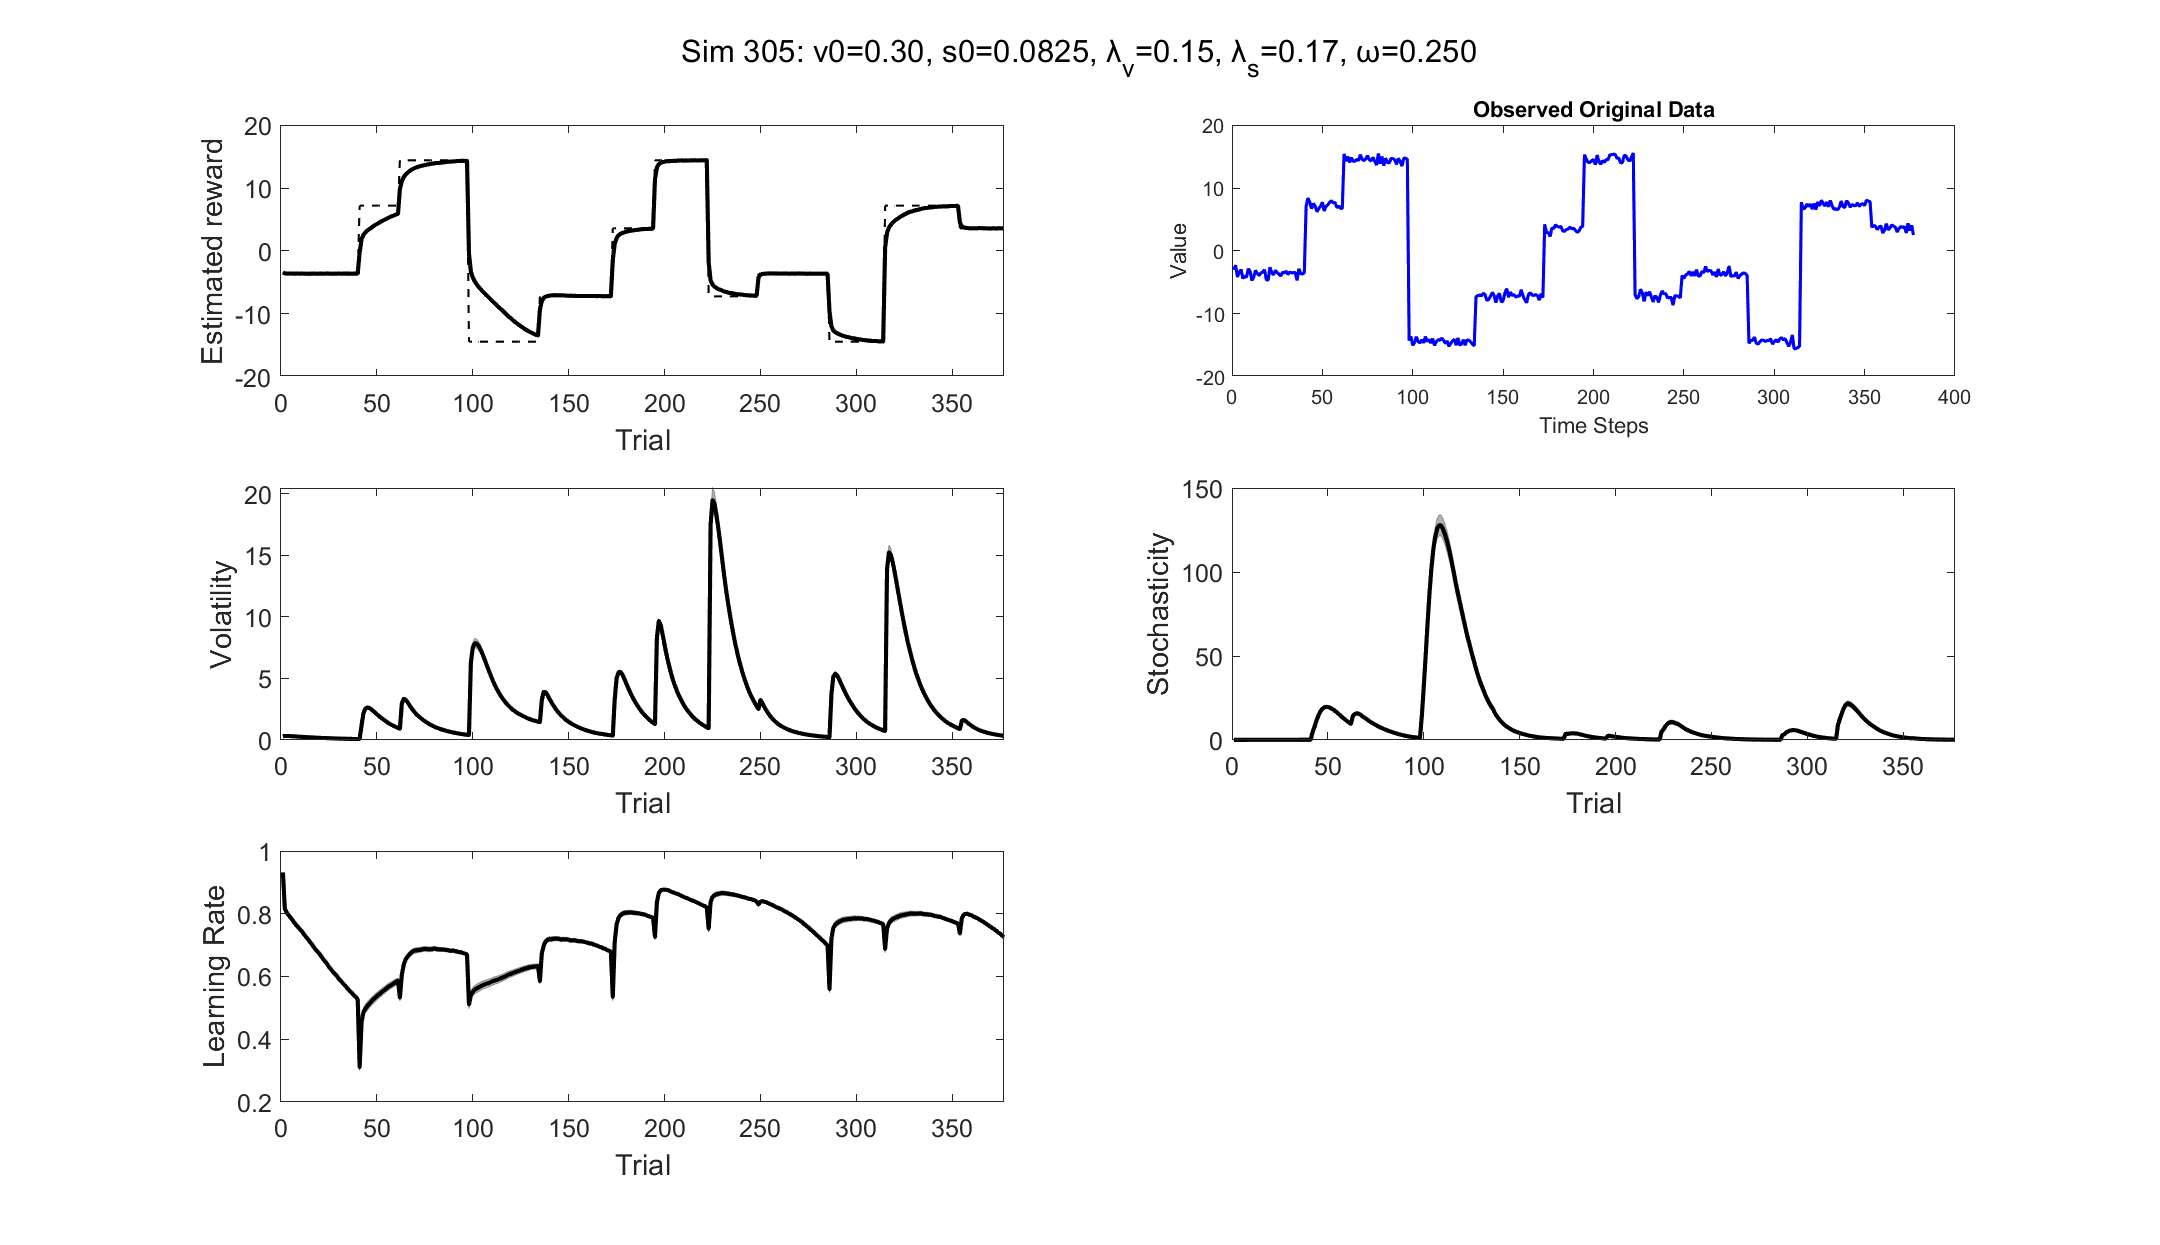 Sim 305: v0=0.30, s0=0.0825, λv=0.15, λs=0.17, ω=0.250
20
10
0
-10
-20
Estimated reward
0 50 100 150 200 250 300 350
Trial
Observed Original Data
20
10
0
-10
-20
Value
0 50 100 150 200 250 300 350 400
Time Steps
20
15
10
5
0
Volatility
0 50 100 150 200 250 300 350
Trial
150
100
50
0
Stochasticity
0 50 100 150 200 250 300 350
Trial
1
0.8
0.6
0.4
0.2
Learning Rate
0 50 100 150 200 250 300 350
Trial